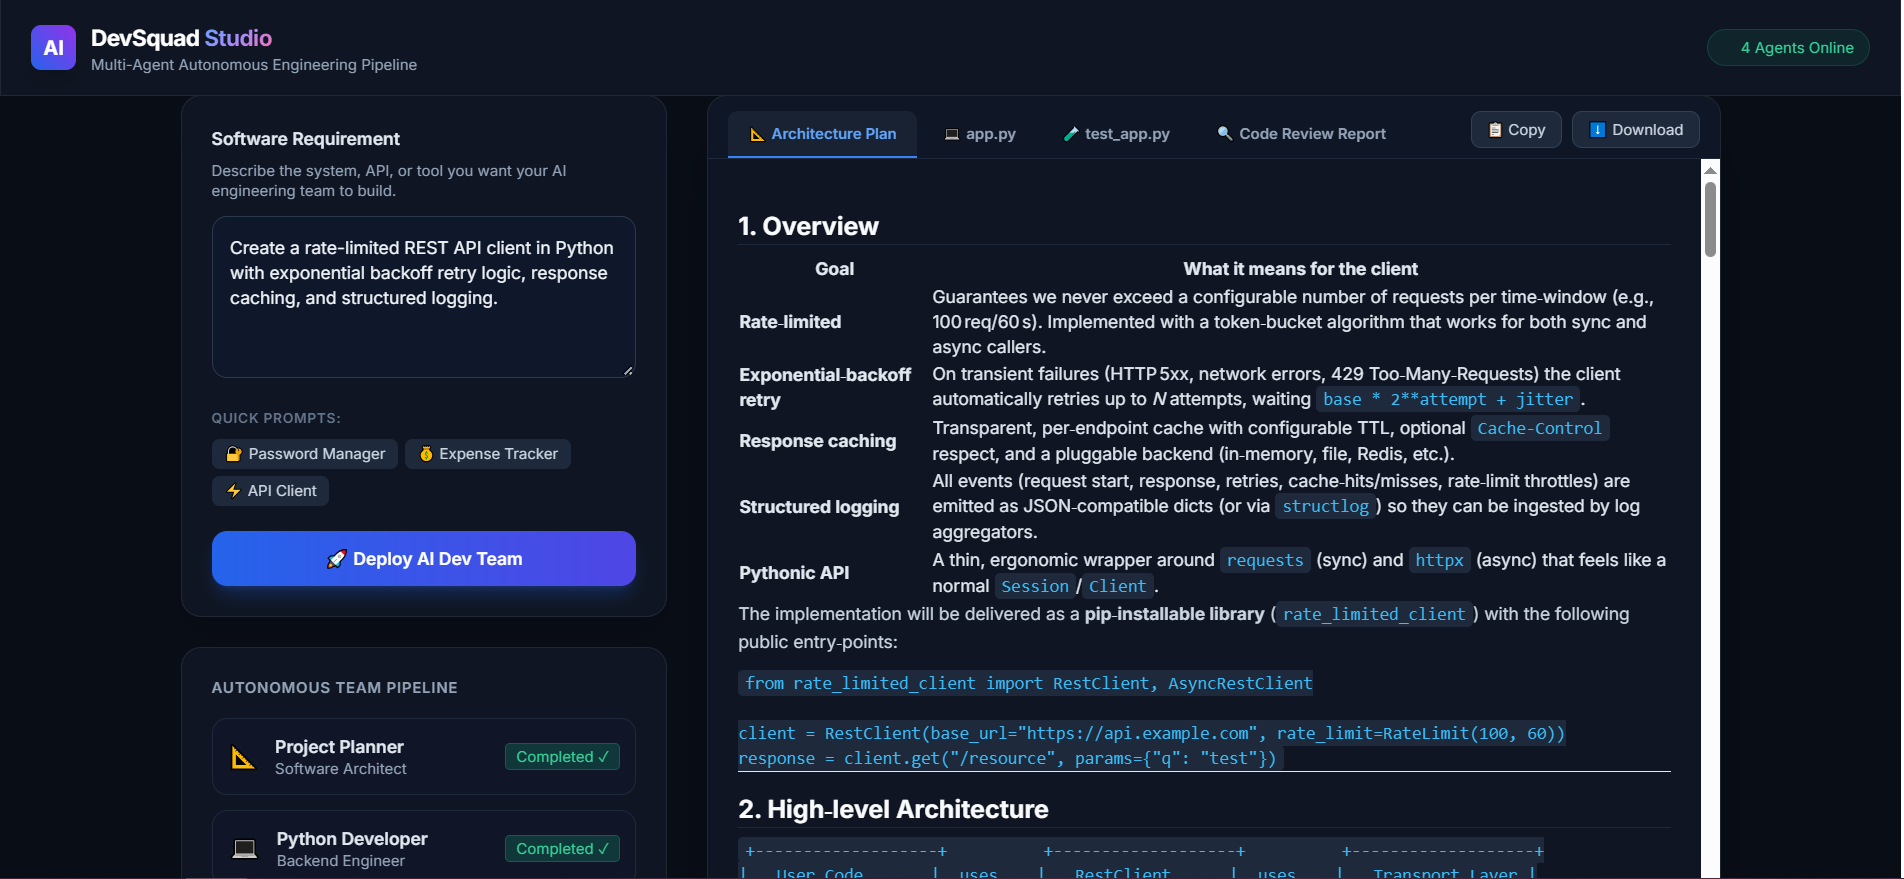 AI
DevSquad Studio
Multi-Agent Autonomous Engineering Pipeline
4 Agents Online
Software Requirement
Describe the system, API, or tool you want your AI
engineering team to build.
Create a rate-limited REST API client in Python
with exponential backoff retry logic, response
caching, and structured logging.
QUICK PROMPTS:
Password Manager
Expense Tracker
API Client
Deploy AI Dev Team
AUTONOMOUS TEAM PIPELINE
Project Planner
Software Architect
Completed ✓
Python Developer
Backend Engineer
Completed ✓
Architecture Plan
app.py
test_app.py
Code Review Report
Copy
Download
1. Overview
Goal
What it means for the client
Rate-limited
Guarantees we never exceed a configurable number of requests per time-window (e.g.,
100 req/60 s). Implemented with a token-bucket algorithm that works for both sync and
async callers.
Exponential-backoff
retry
On transient failures (HTTP 5xx, network errors, 429 Too-Many-Requests) the client
automatically retries up to N attempts, waiting base * 2**attempt + jitter.
Response caching
Transparent, per-endpoint cache with configurable TTL, optional Cache-Control
respect, and a pluggable backend (in-memory, file, Redis, etc.).
Structured logging
All events (request start, response, retries, cache-hits/misses, rate-limit throttles) are
emitted as JSON-compatible dicts (or via structlog) so they can be ingested by log
aggregators.
Pythonic API
A thin, ergonomic wrapper around requests (sync) and httpx (async) that feels like a
normal Session/Client.
The implementation will be delivered as a pip-installable library (rate_limited_client) with the following
public entry-points:
from rate_limited_client import RestClient, AsyncRestClient
client = RestClient(base_url="https://api.example.com", rate_limit=RateLimit(100, 60))
response = client.get("/resource", params={"q": "test"})
2. High-level Architecture
+-------------------+          +-------------------+          +-------------------+
|   User Code       |  uses    |   RestClient      |  uses    |  Transport Layer |